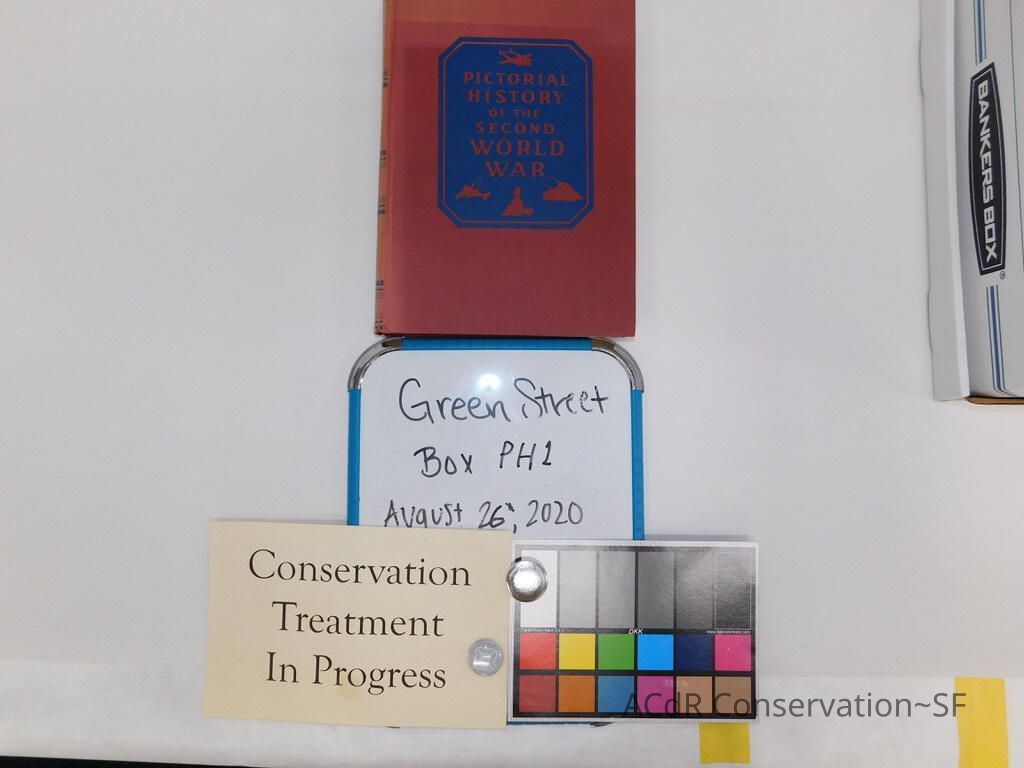 PICTORIAL
HISTORY
OF THE
SECOND
WORLD
WAR
BANKERS BOX®
Green Street
Box PH1
August 26th, 2020
Conservation
Treatment
In Progress
DKK
ACdR Conservation~SF